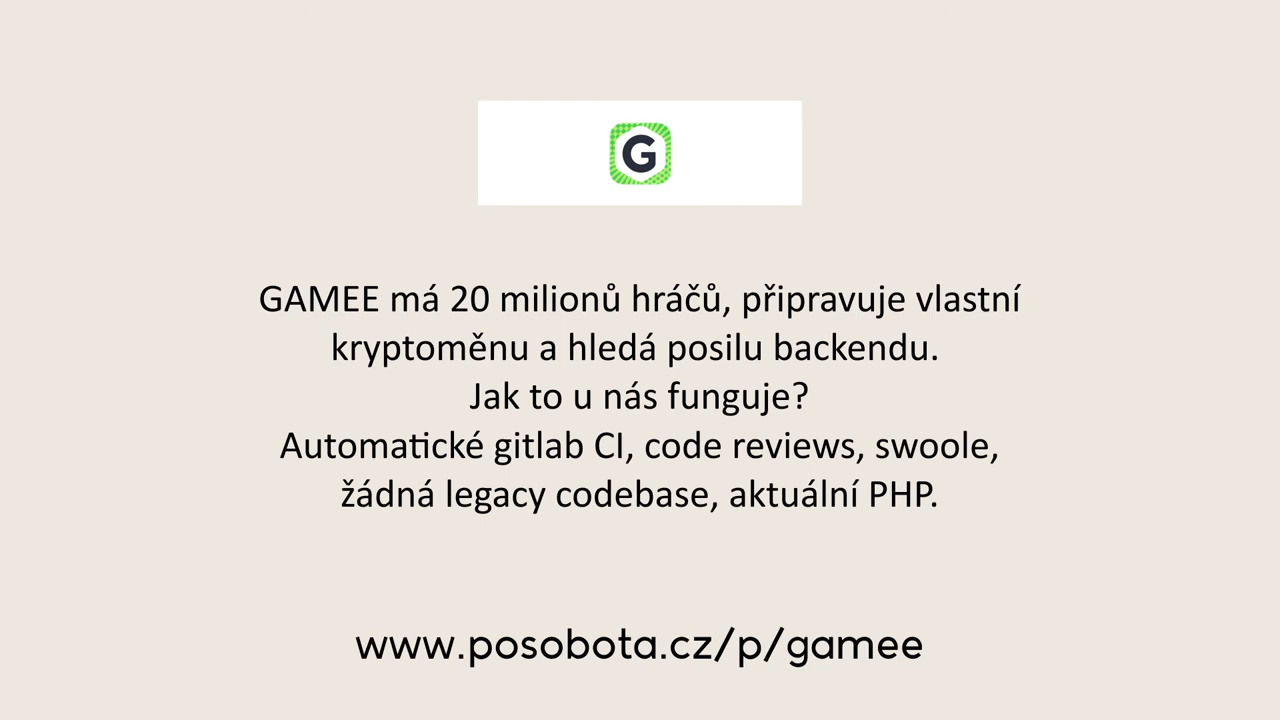 G
GAMEE má 20 milionů hráčů, připravuje vlastní
kryptoměnu a hledá posilu backendu.
Jak to u nás funguje?
Automatické gitlab CI, code reviews, swoole,
žádná legacy codebase, aktuální PHP.
www.posobota.cz/p/gamee